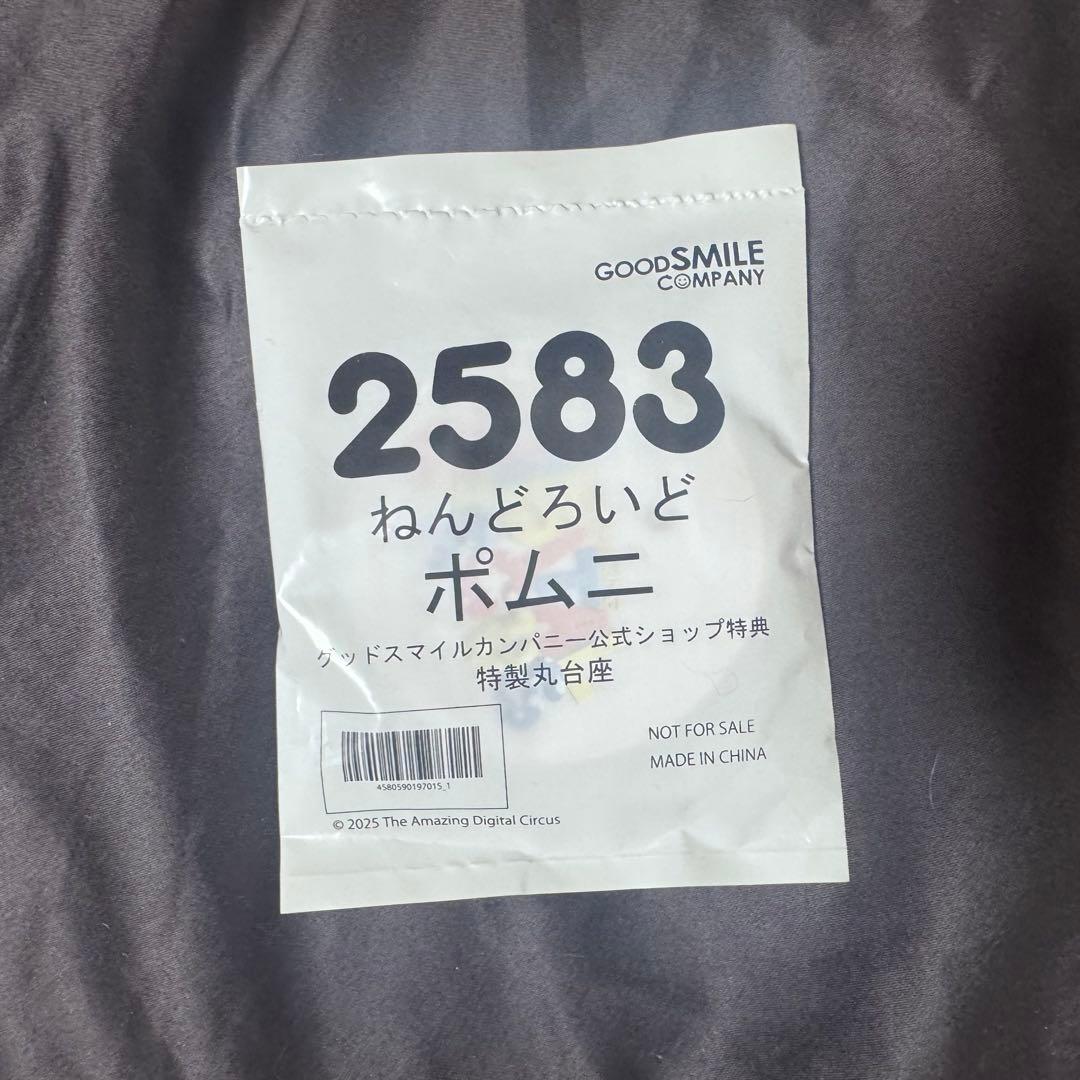 GOODSMILE
COMPANY
2583
ねんどろいど
ポムニ
グッドスマイルカンパニー公式ショップ特典
特製丸台座
NOT FOR SALE
MADE IN CHINA
4580590197015_1
© 2025 The Amazing Digital Circus